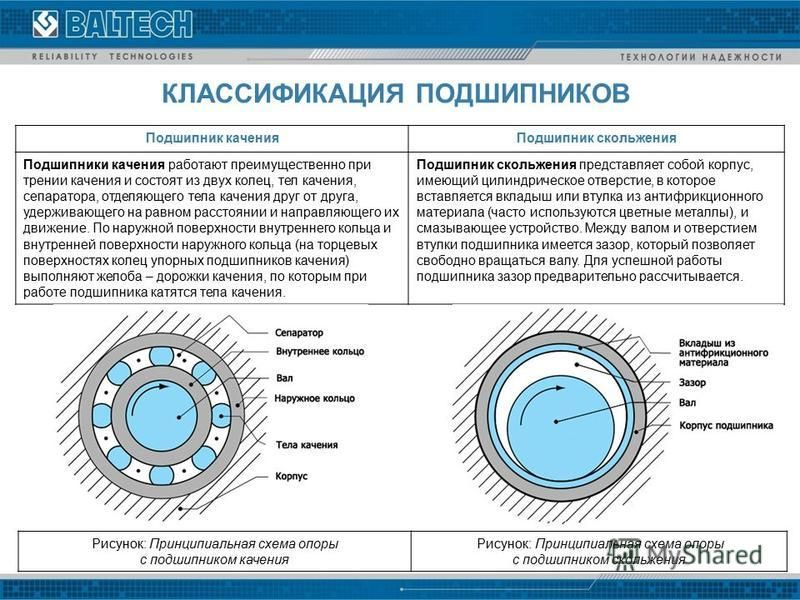 BALTECH
RELIABILITY TECHNOLOGIES
ТЕХНОЛОГИИ НАДЕЖНОСТИ
КЛАССИФИКАЦИЯ ПОДШИПНИКОВ
Подшипник качения
Подшипник скольжения
Подшипники качения работают преимущественно при
трении качения и состоят из двух колец, тел качения,
сепаратора, отделяющего тела качения друг от друга,
удерживающего на равном расстоянии и направляющего их
движение. По наружной поверхности внутреннего кольца и
внутренней поверхности наружного кольца (на торцевых
поверхностях колец упорных подшипников качения)
выполняют желоба – дорожки качения, по которым при
работе подшипника катятся тела качения.
Подшипник скольжения представляет собой корпус,
имеющий цилиндрическое отверстие, в которое
вставляется вкладыш или втулка из антифрикционного
материала (часто используются цветные металлы), и
смазывающее устройство. Между валом и отверстием
втулки подшипника имеется зазор, который позволяет
свободно вращаться валу. Для успешной работы
подшипника зазор предварительно рассчитывается.
Сепаратор
Внутреннее кольцо
Вал
Наружное кольцо
Тела качения
Корпус
Вкладыш из
антифрикционного
материала
Зазор
Вал
Корпус подшипника
Рисунок: Принципиальная схема опоры
с подшипником качения
Рисунок: Принципиальная схема опоры
с подшипником скольжения
MyShared